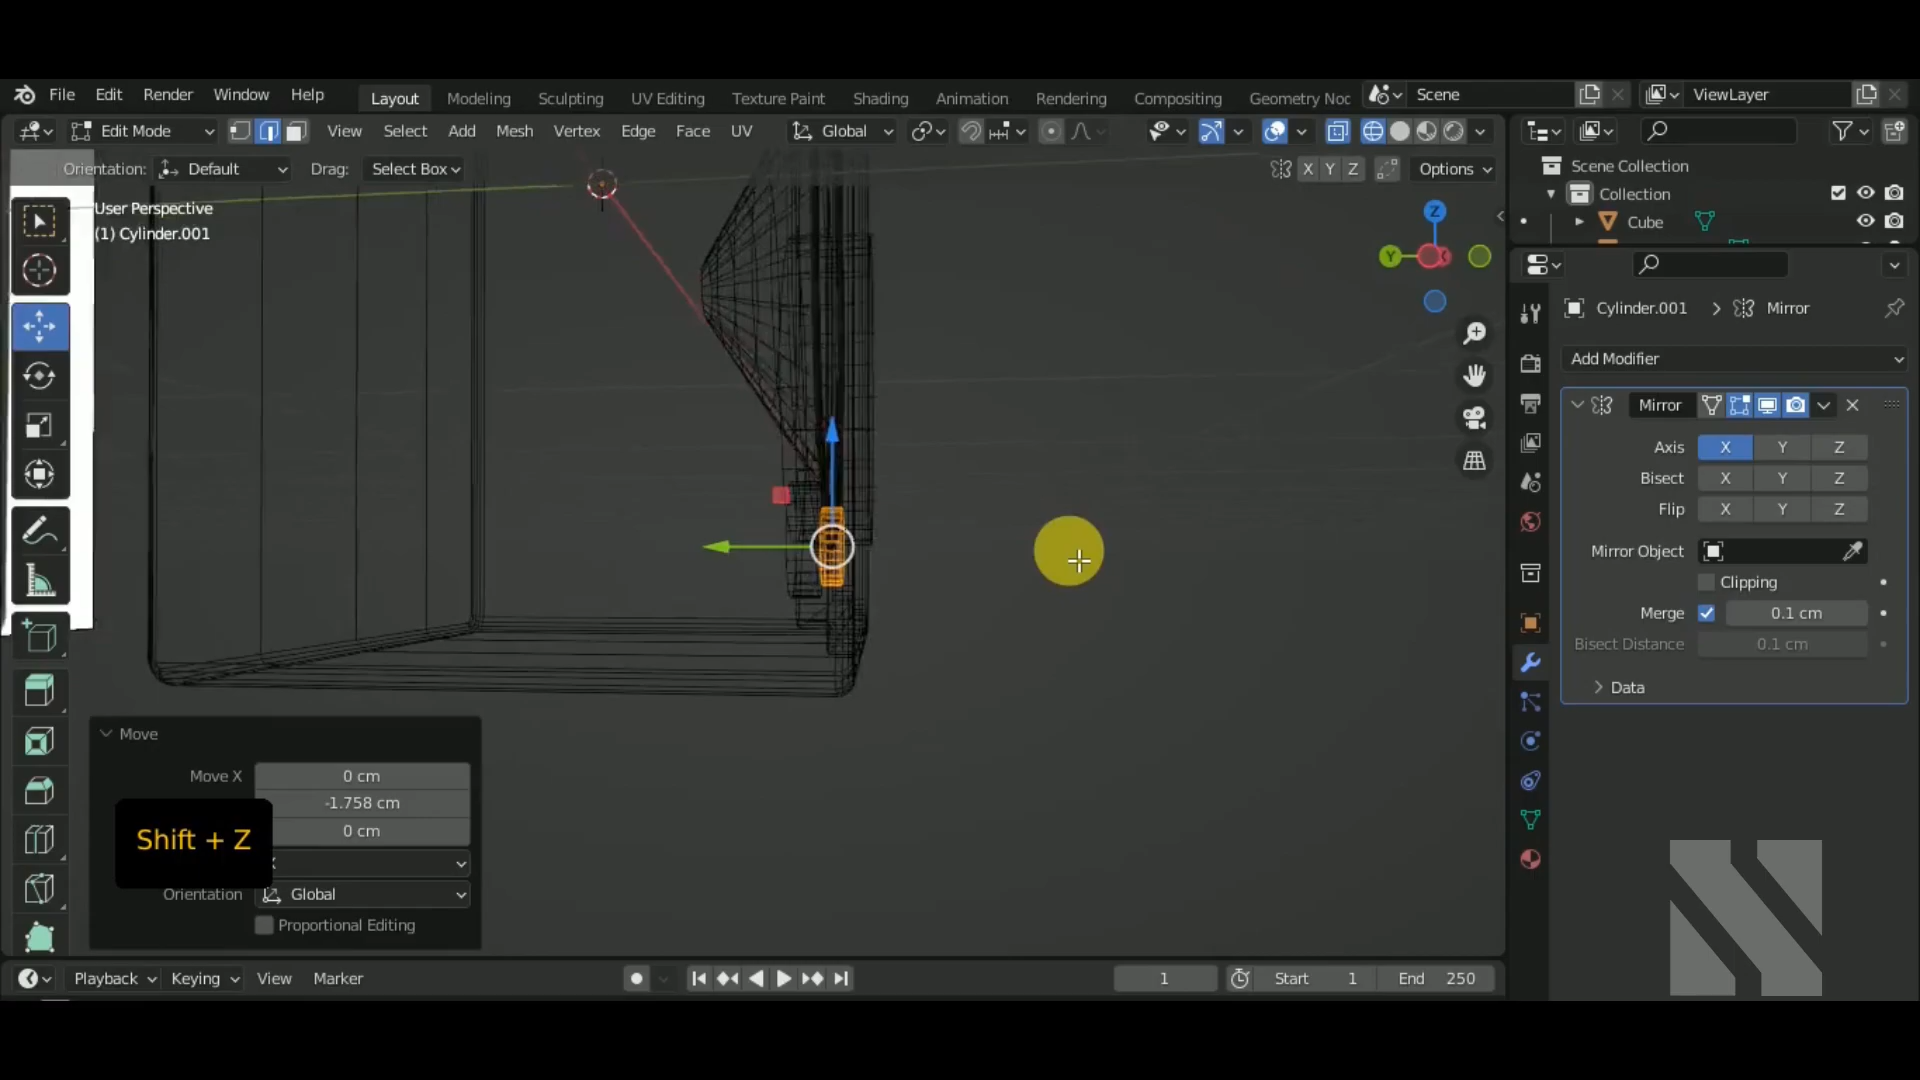 File Edit Render Window Help Layout Modeling Sculpting UV Editing Texture Paint Shading Animation Rendering Compositing Geometry Noc Scene ViewLayer
Edit Mode View Select Add Mesh Vertex Edge Face UV Global
Orientation: Default Drag: Select Box X Y Z Options
User Perspective
(1) Cylinder.001
Z
Y
X
Scene Collection
Collection
Cube
Cylinder.001 > Mirror
Add Modifier
Mirror
Axis X Y Z
Bisect X Y Z
Flip X Y Z
Mirror Object
Clipping
Merge 0.1 cm
Bisect Distance 0.1 cm
Data
Move
Move X 0 cm
-1.758 cm
0 cm
Shift + Z
Orientation Global
Proportional Editing
Playback Keying View Marker 1 Start 1 End 250